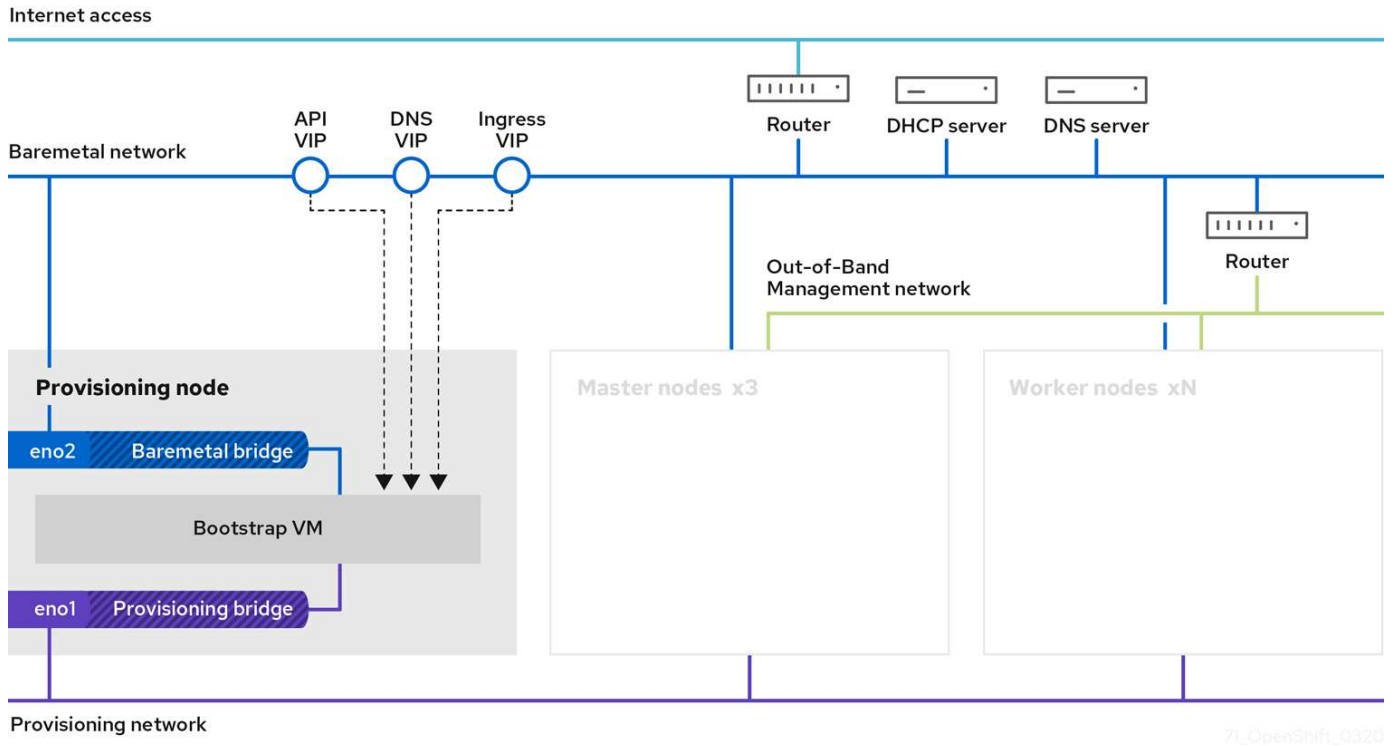 Internet access
API
VIP
DNS
VIP
Ingress
VIP
Router
DHCP server
DNS server
Baremetal network
Router
Out-of-Band
Management network
Provisioning node
Master nodes x3
Worker nodes xN
eno2
Baremetal bridge
Bootstrap VM
eno1
Provisioning bridge
Provisioning network
71_OpenShift_0320